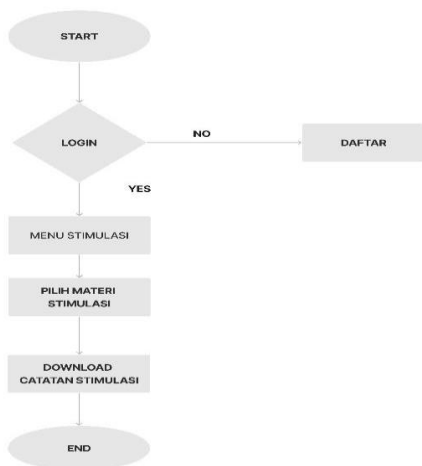 START
LOGIN
NO
DAFTAR
YES
MENU STIMULASI
PILIH MATERI
STIMULASI
DOWNLOAD
CATATAN STIMULASI
END